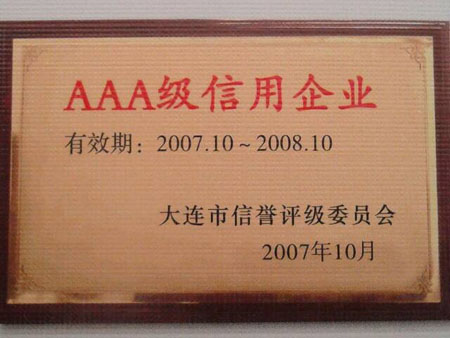 AAA级信用企业
有效期：2007.10～2008.10
大连市信誉评级委员会
2007年10月